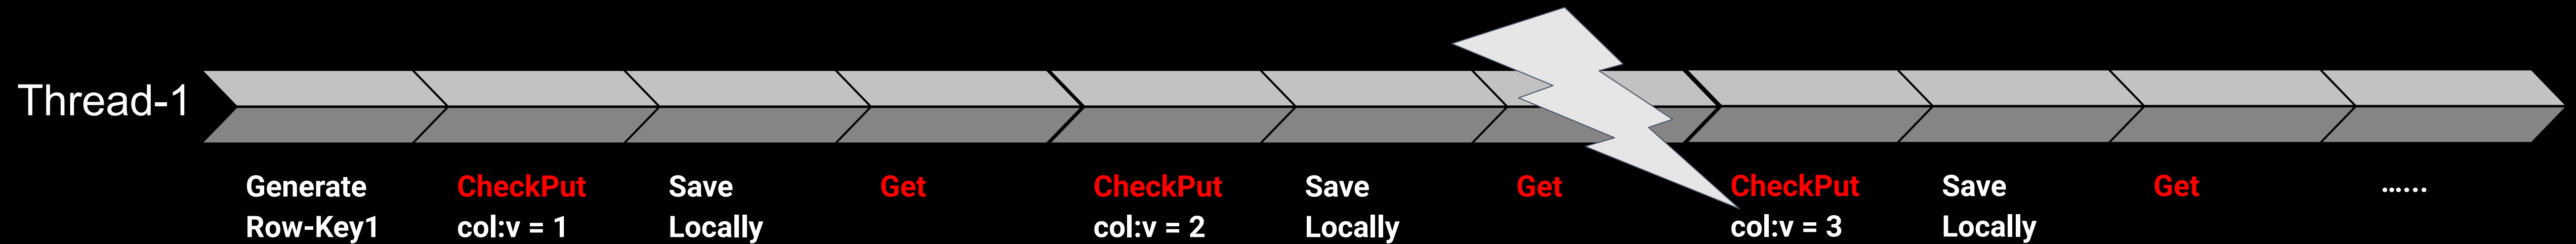 Thread-1
Generate
Row-Key1
CheckPut
col:v = 1
Save
Locally
Get
CheckPut
col:v = 2
Save
Locally
Get
CheckPut
col:v = 3
Save
Locally
Get
......